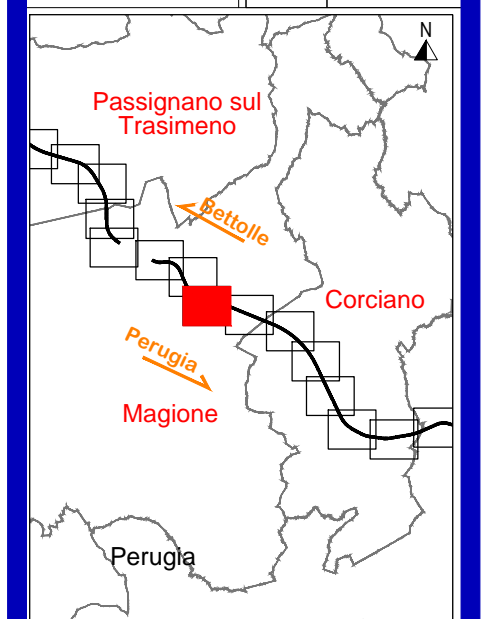 N
Passignano sul
Trasimeno
Bettolle
Corciano
Perugia
Magione
Perugia